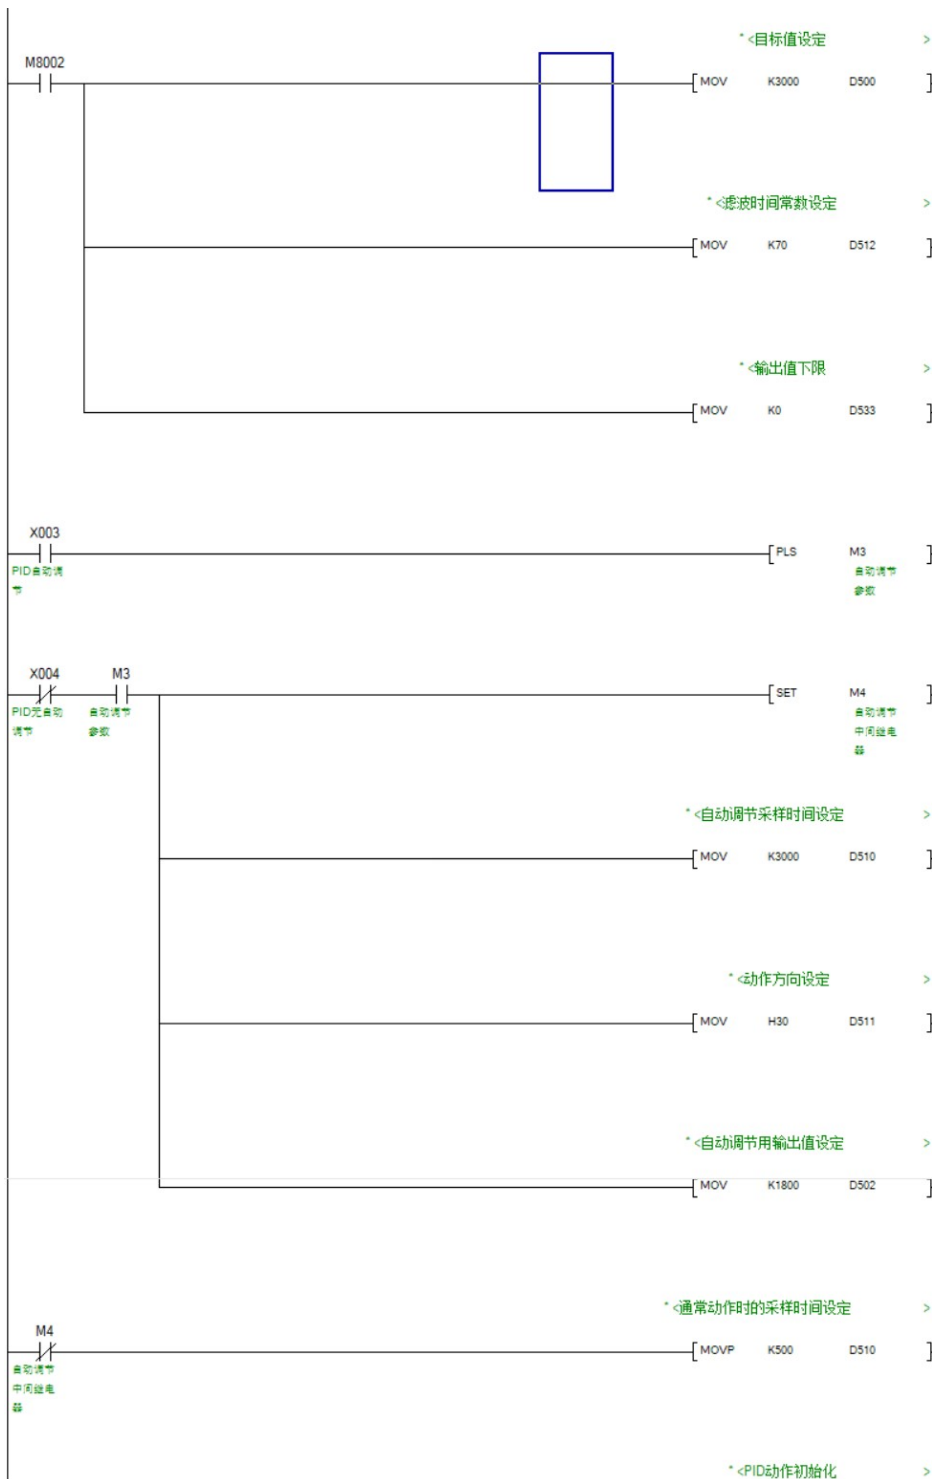 * <目标值设定 >
M8002
[ MOV K3000 D500 ]
* <滤波时间常数设定 >
[ MOV K70 D512 ]
* <输出值下限 >
[ MOV K0 D533 ]
X003
[ PLS M3 ]
PID自动调
节
自动调节
参数
X004 M3
[ SET M4 ]
PID无自动
调节
自动调节
参数
自动调节
中间继电
器
* <自动调节采样时间设定 >
[ MOV K3000 D510 ]
* <动作方向设定 >
[ MOV H30 D511 ]
* <自动调节用输出值设定 >
[ MOV K1800 D502 ]
* <通常动作时的采样时间设定 >
M4
[ MOVP K500 D510 ]
自动调节
中间继电
器
* <PID动作初始化 >